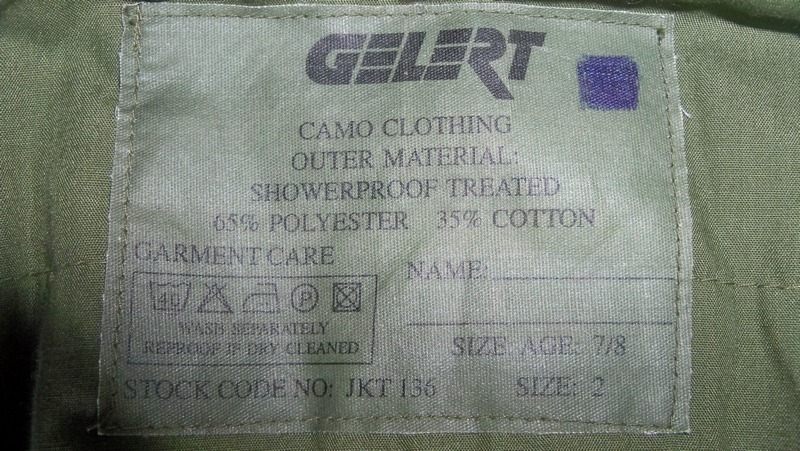 GELERT
CAMO CLOTHING
OUTER MATERIAL:
SHOWERPROOF TREATED
65% POLYESTER 35% COTTON
GARMENT CARE
40 P
WASH SEPARATELY
REPROOF IF DRY CLEANED
NAME:
SIZE AGE: 7/8
STOCK CODE NO: JKT 136 SIZE: 2